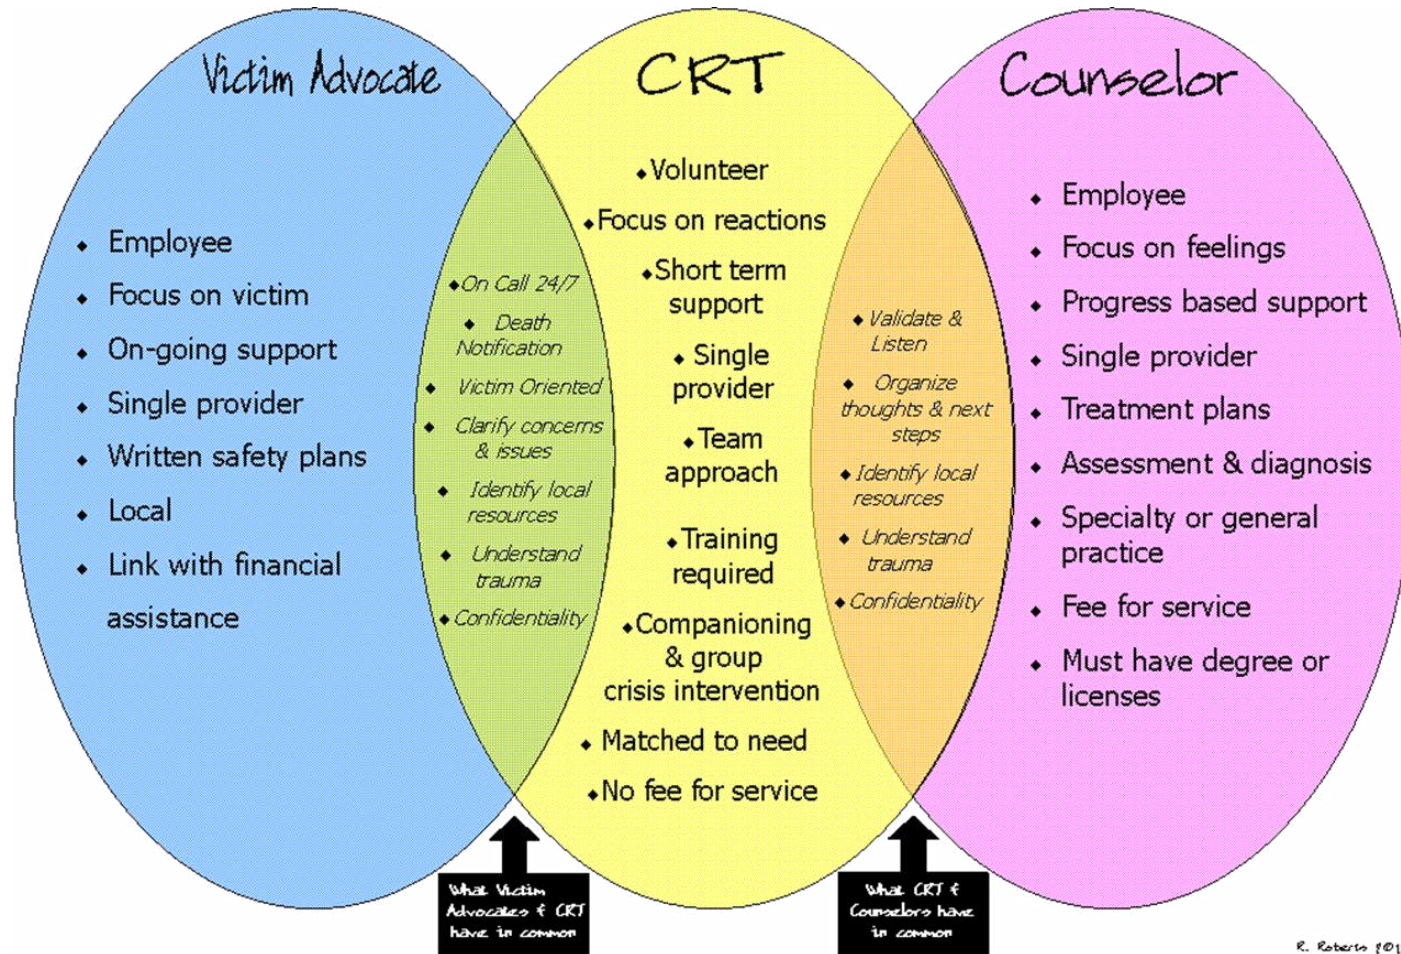 Victim Advocate
◆ Employee
◆ Focus on victim
◆ On-going support
◆ Single provider
◆ Written safety plans
◆ Local
◆ Link with financial
assistance
◆ On Call 24/7
◆ Death
Notification
◆ Victim Oriented
◆ Clarify concerns
& issues
◆ Identify local
resources
◆ Understand
trauma
◆ Confidentiality
What Victim
Advocates & CRT
have in common
CRT
◆ Volunteer
◆ Focus on reactions
◆ Short term
support
◆ Single
provider
◆ Team
approach
◆ Training
required
◆ Companioning
& group
crisis intervention
◆ Matched to need
◆ No fee for service
◆ Validate &
Listen
◆ Organize
thoughts & next
steps
◆ Identify local
resources
◆ Understand
trauma
◆ Confidentiality
What CRT &
Counselors have
in common
Counselor
◆ Employee
◆ Focus on feelings
◆ Progress based support
◆ Single provider
◆ Treatment plans
◆ Assessment & diagnosis
◆ Specialty or general
practice
◆ Fee for service
◆ Must have degree or
licenses
R. Roberts